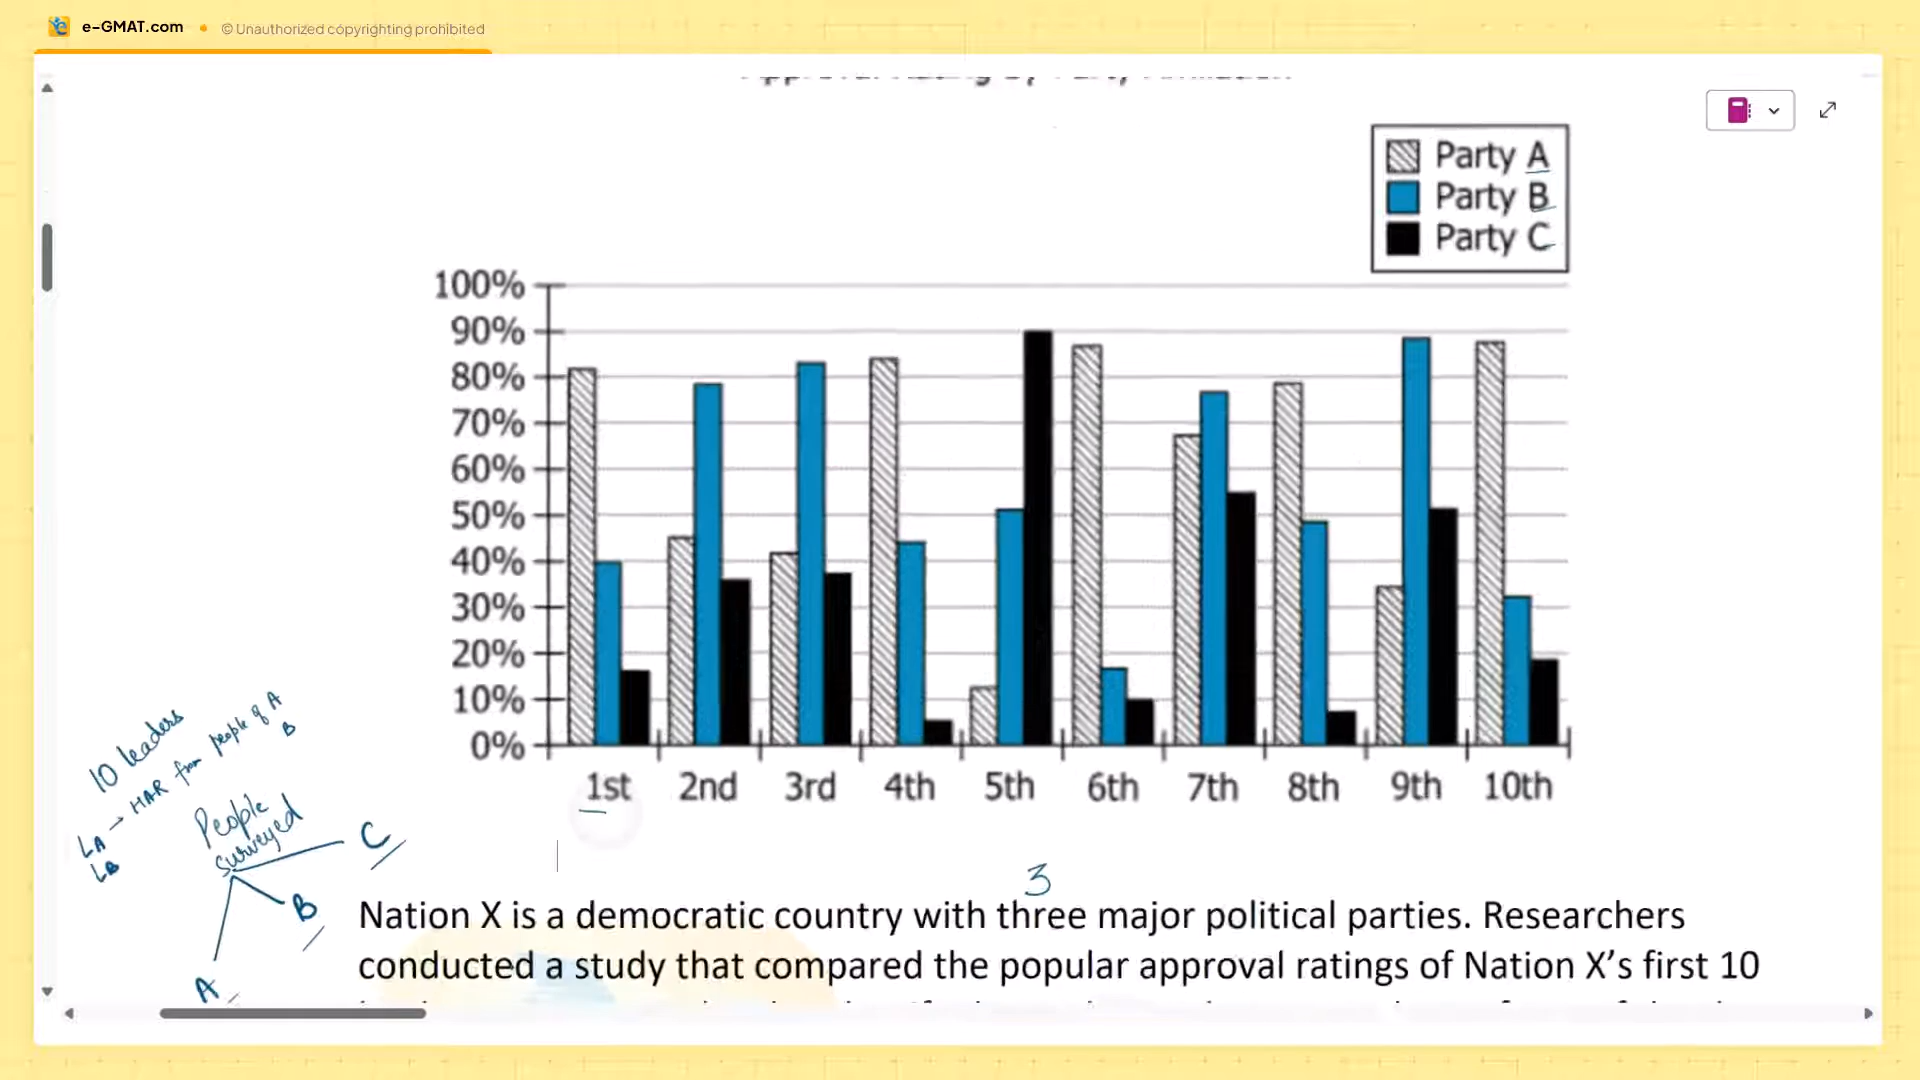 e-GMAT.com • © Unauthorized copyrighting prohibited
Party A
Party B
Party C
100%
90%
80%
70%
60%
50%
40%
30%
20%
10%
0%
1st 2nd 3rd 4th 5th 6th 7th 8th 9th 10th
10 leaders
LA → HAR from people of A
LB B
People
surveyed
C
B
A
3
Nation X is a democratic country with three major political parties. Researchers
conducted a study that compared the popular approval ratings of Nation X's first 10